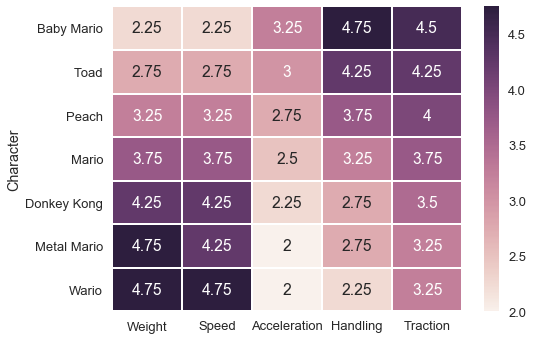 Character
Baby Mario 2.25 2.25 3.25 4.75 4.5
Toad 2.75 2.75 3 4.25 4.25
Peach 3.25 3.25 2.75 3.75 4
Mario 3.75 3.75 2.5 3.25 3.75
Donkey Kong 4.25 4.25 2.25 2.75 3.5
Metal Mario 4.75 4.25 2 2.75 3.25
Wario 4.75 4.75 2 2.25 3.25
Weight Speed Acceleration Handling Traction
4.5
4.0
3.5
3.0
2.5
2.0